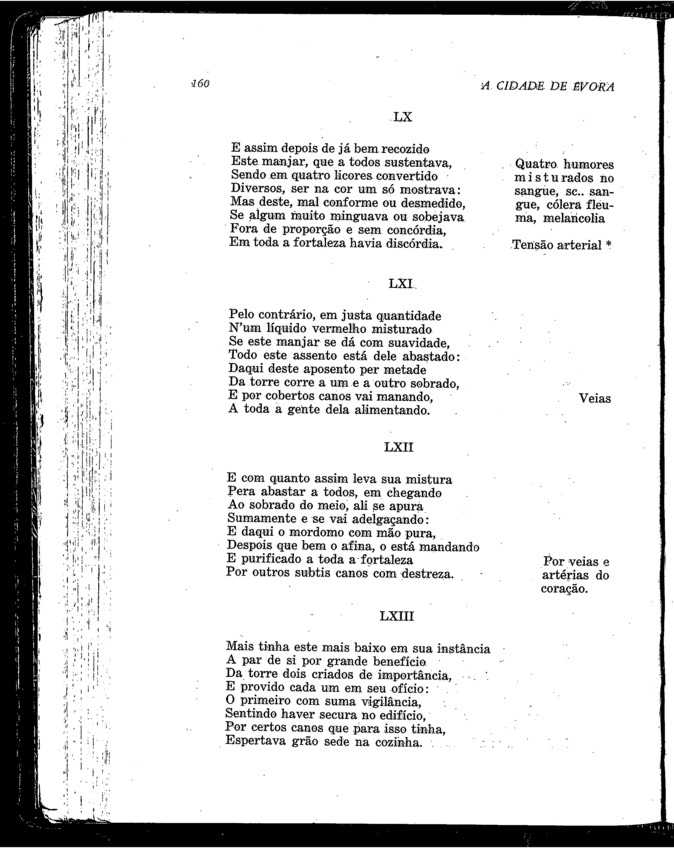 160
A CIDADE DE ÉVORA
LX
E assim depois de já bem recozido
Este manjar, que a todos sustentava,
Sendo em quatro licores convertido
Diversos, ser na cor um só mostrava:
Mas deste, mal conforme ou desmedido,
Se algum muito minguava ou sobejava
Fora de proporção e sem concórdia,
Em toda a fortaleza havia discórdia.
Quatro humores
misturados no
sangue, sc.. san-
gue, cólera fleu-
ma, melancolia
Tensão arterial *
LXI
Pelo contrário, em justa quantidade
N'um líquido vermelho misturado
Se este manjar se dá com suavidade,
Todo este assento está dele abastado:
Daqui deste aposento per metade
Da torre corre a um e a outro sobrado,
E por cobertos canos vai manando,
A toda a gente dela alimentando.
Veias
LXII
E com quanto assim leva sua mistura
Pera abastar a todos, em chegando
Ao sobrado do meio, ali se apura
Sumamente e se vai adelgaçando:
E daqui o mordomo com mão pura,
Despois que bem o afina, o está mandando
E purificado a toda a fortaleza
Por outros subtis canos com destreza.
Por veias e
artérias do
coração.
LXIII
Mais tinha este mais baixo em sua instância
A par de si por grande benefício
Da torre dois criados de importância,
E provido cada um em seu ofício:
O primeiro com suma vigilância,
Sentindo haver secura no edifício,
Por certos canos que para isso tinha,
Espertava grão sede na cozinha.